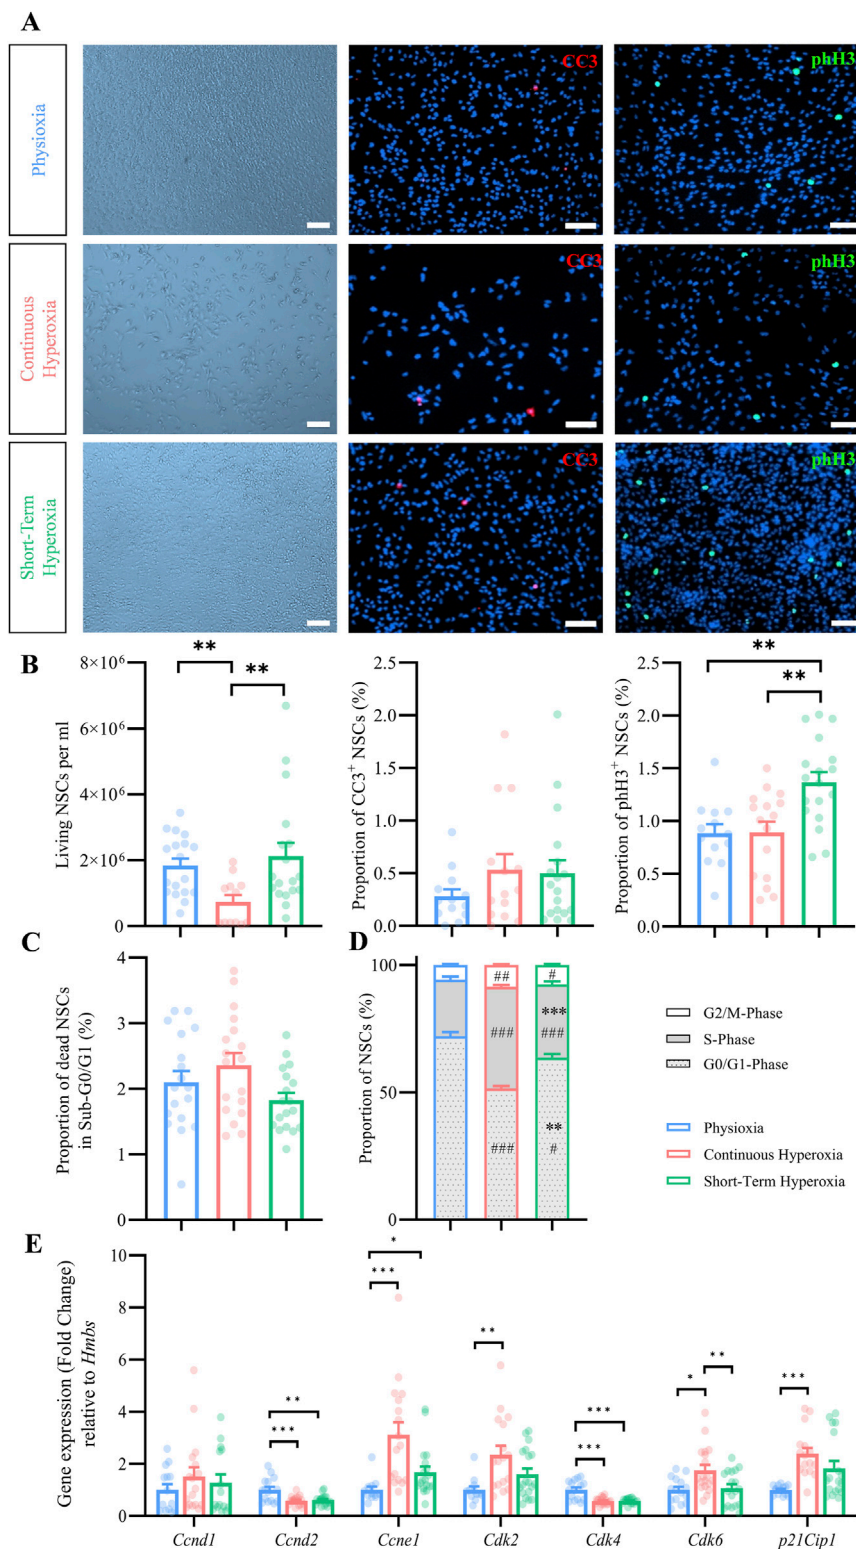 A
Physioxia
CC3
phH3
Continuous
Hyperoxia
CC3
phH3
Short-Term
Hyperoxia
CC3
phH3
B
Living NSCs per ml
8×10⁶
6×10⁶
4×10⁶
2×10⁶
0
**
**
Proportion of CC3⁺ NSCs (%)
2.5
2.0
1.5
1.0
0.5
0.0
Proportion of phH3⁺ NSCs (%)
2.5
2.0
1.5
1.0
0.5
0.0
**
**
C
Proportion of dead NSCs
in Sub-G0/G1 (%)
4
3
2
1
0
D
Proportion of NSCs (%)
100
50
0
##
###
###
#
***
###
**
#
G2/M-Phase
S-Phase
G0/G1-Phase
Physioxia
Continuous Hyperoxia
Short-Term Hyperoxia
E
Gene expression (Fold Change)
relative to Hmbs
10
8
6
4
2
0
**
***
*
***
**
***
***
*
**
***
Ccnd1
Ccnd2
Ccne1
Cdk2
Cdk4
Cdk6
p21Cip1